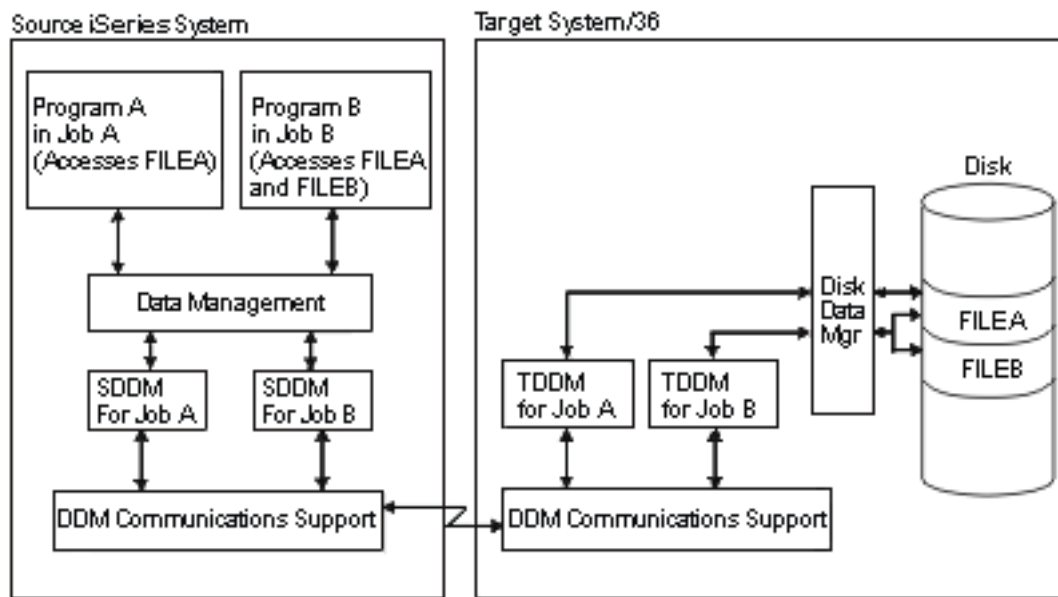 Source iSeries System
Target System/36
Program A
in Job A
(Accesses FILEA)
Program B
in Job B
(Accesses FILEA
and FILEB)
Data Management
SDDM
For Job A
SDDM
For Job B
DDM Communications Support
TDDM
for Job A
TDDM
for Job B
DDM Communications Support
Disk
Data
Mgr
Disk
FILEA
FILEB